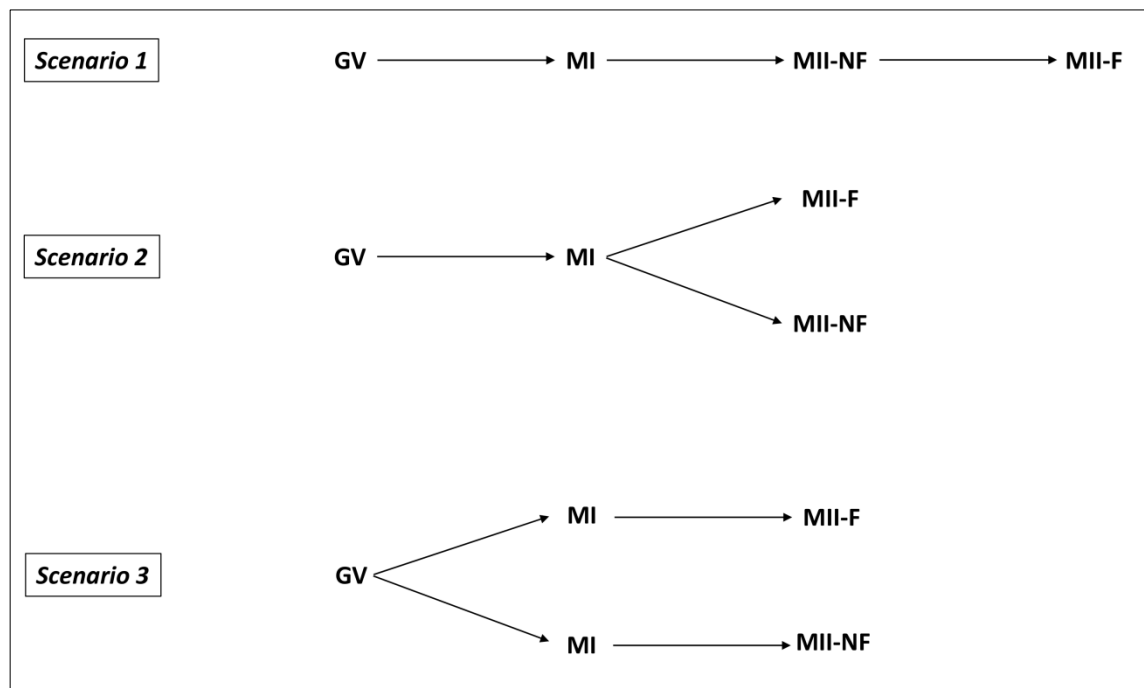 Scenario 1 GV MI MII-NF MII-F
MII-F
Scenario 2 GV MI
MII-NF
MI MII-F
Scenario 3 GV
MI MII-NF